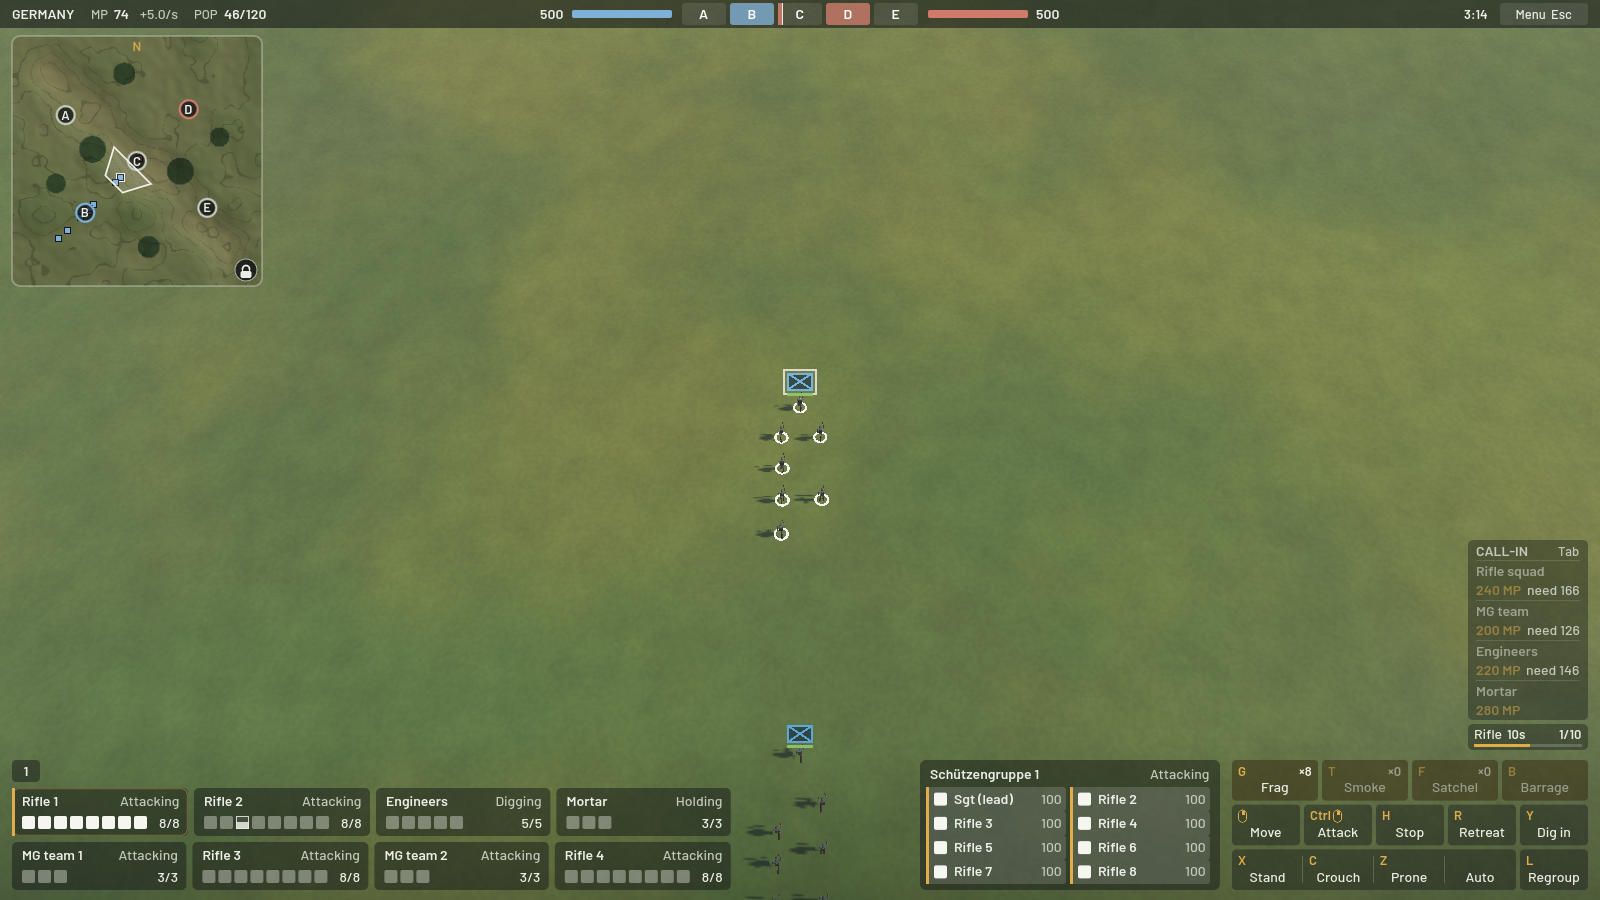 GERMANY MP 74 +5.0/s POP 46/120
500 A B C D E 500
3:14 Menu Esc
N
A
D
C
B
E
CALL-IN Tab
Rifle squad
240 MP need 166
MG team
200 MP need 126
Engineers
220 MP need 146
Mortar
280 MP
Rifle 10s 1/10
1
Rifle 1 Attacking
8/8
Rifle 2 Attacking
8/8
Engineers Digging
5/5
Mortar Holding
3/3
MG team 1 Attacking
3/3
Rifle 3 Attacking
8/8
MG team 2 Attacking
3/3
Rifle 4 Attacking
8/8
Schützengruppe 1 Attacking
Sgt (lead) 100 Rifle 2 100
Rifle 3 100 Rifle 4 100
Rifle 5 100 Rifle 6 100
Rifle 7 100 Rifle 8 100
G ×8 Frag
T ×0 Smoke
F ×0 Satchel
B Barrage
Move
Ctrl Attack
H Stop
R Retreat
Y Dig in
X Stand
C Crouch
Z Prone
Auto
L Regroup